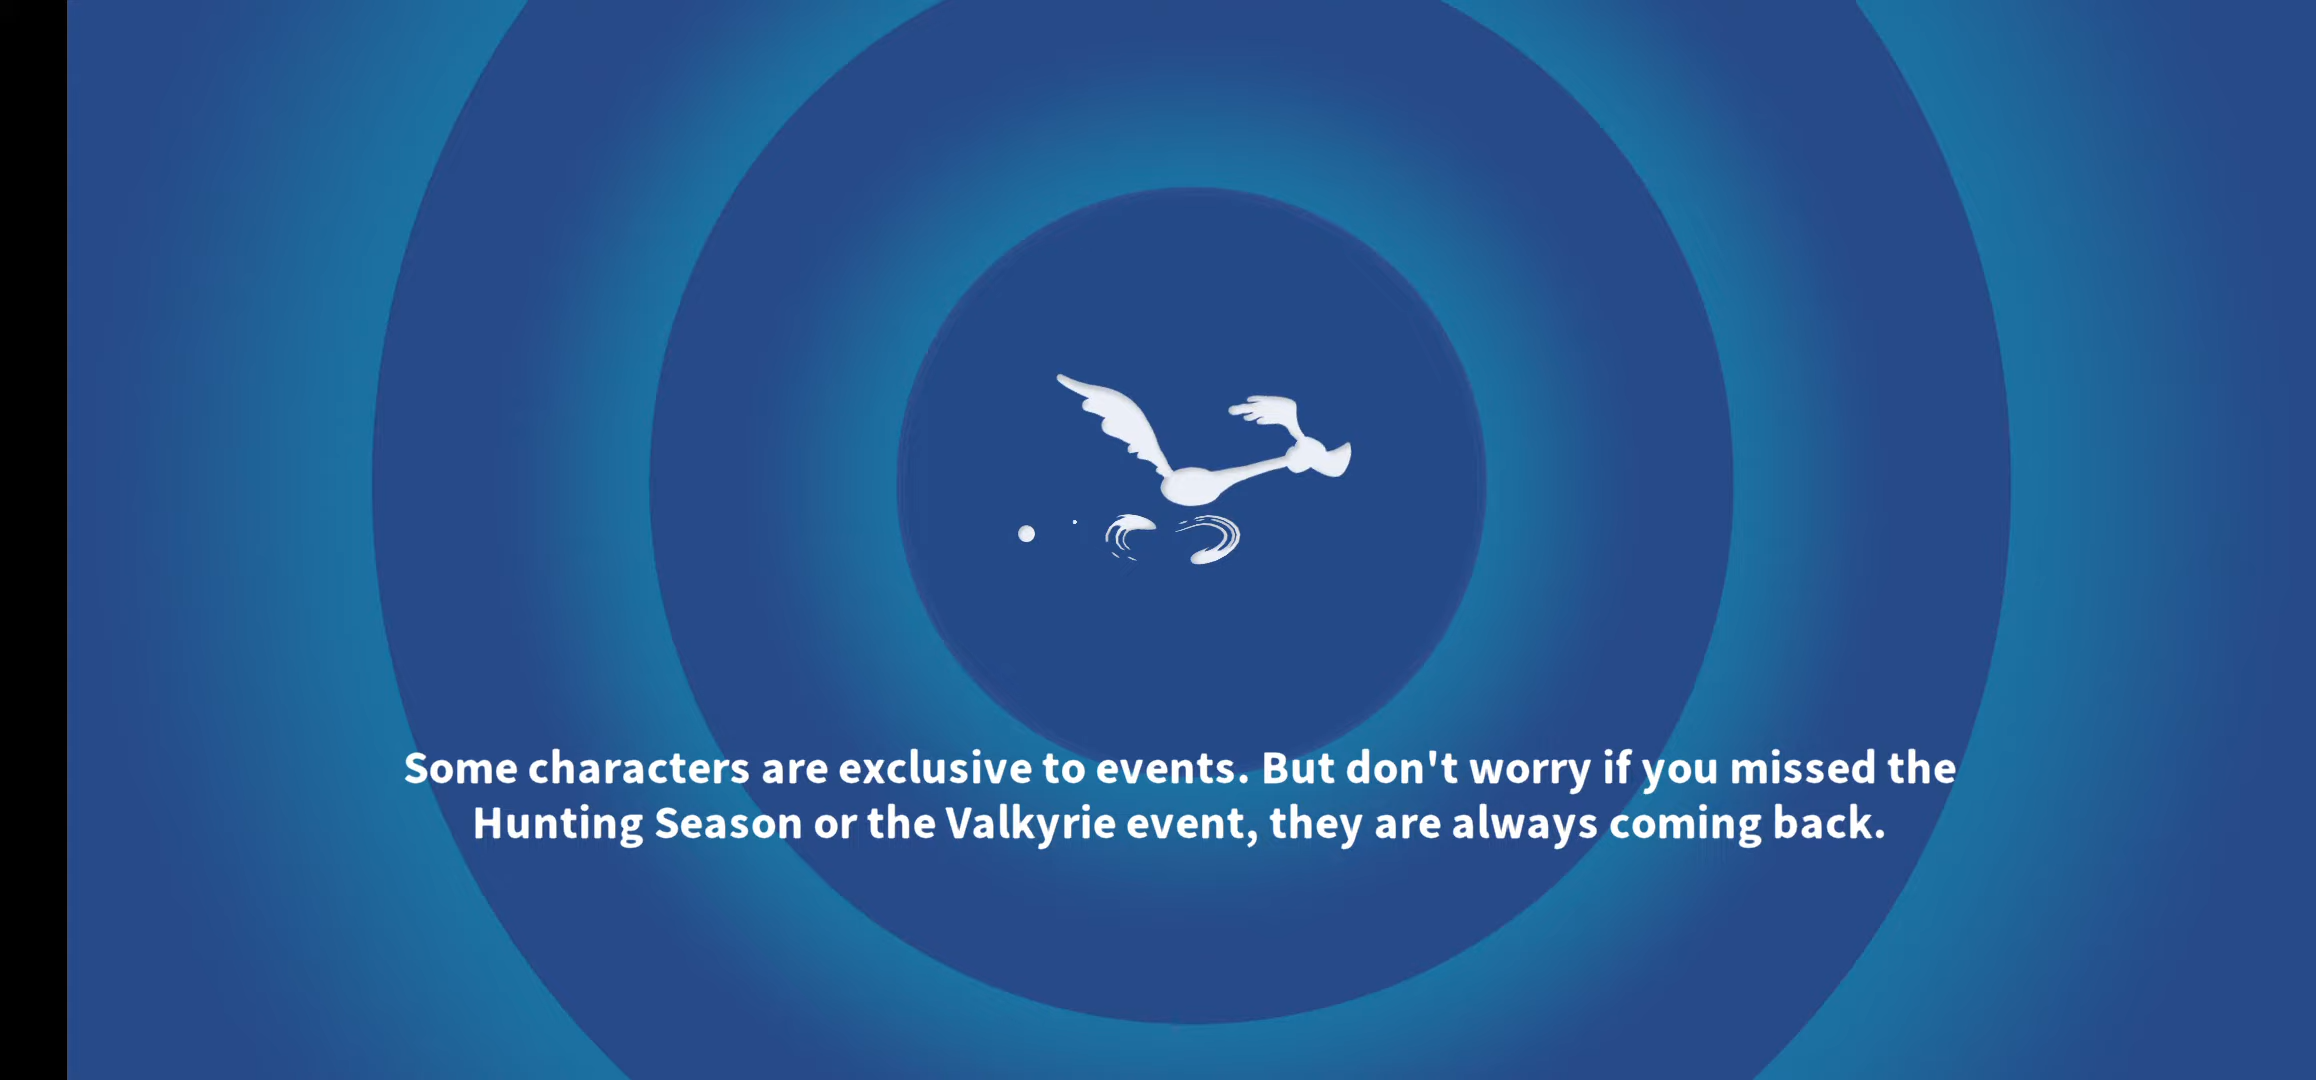 Some characters are exclusive to events. But don't worry if you missed the
Hunting Season or the Valkyrie event, they are always coming back.